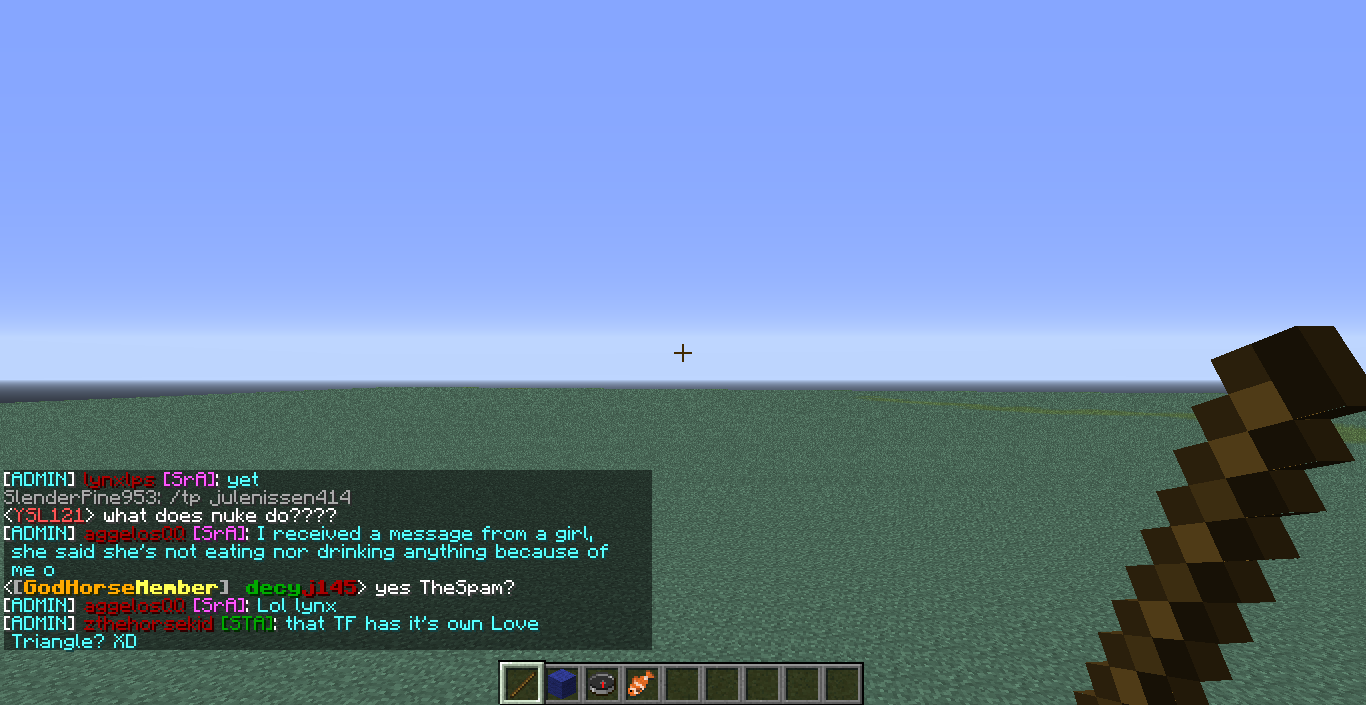 [ADMIN] lynxlps [SrA]: yet
SlenderPine953: /tp julenissen414
<YSL121> what does nuke do????
[ADMIN] aggelosQQ [SrA]: I received a message from a girl,
she said she's not eating nor drinking anything because of
me o
<[GodHorseMember] decyj145> yes TheSpam?
[ADMIN] aggelosQQ [SrA]: Lol lynx
[ADMIN] zthehorsekid [STA]: that TF has it's own Love
Triangle? XD